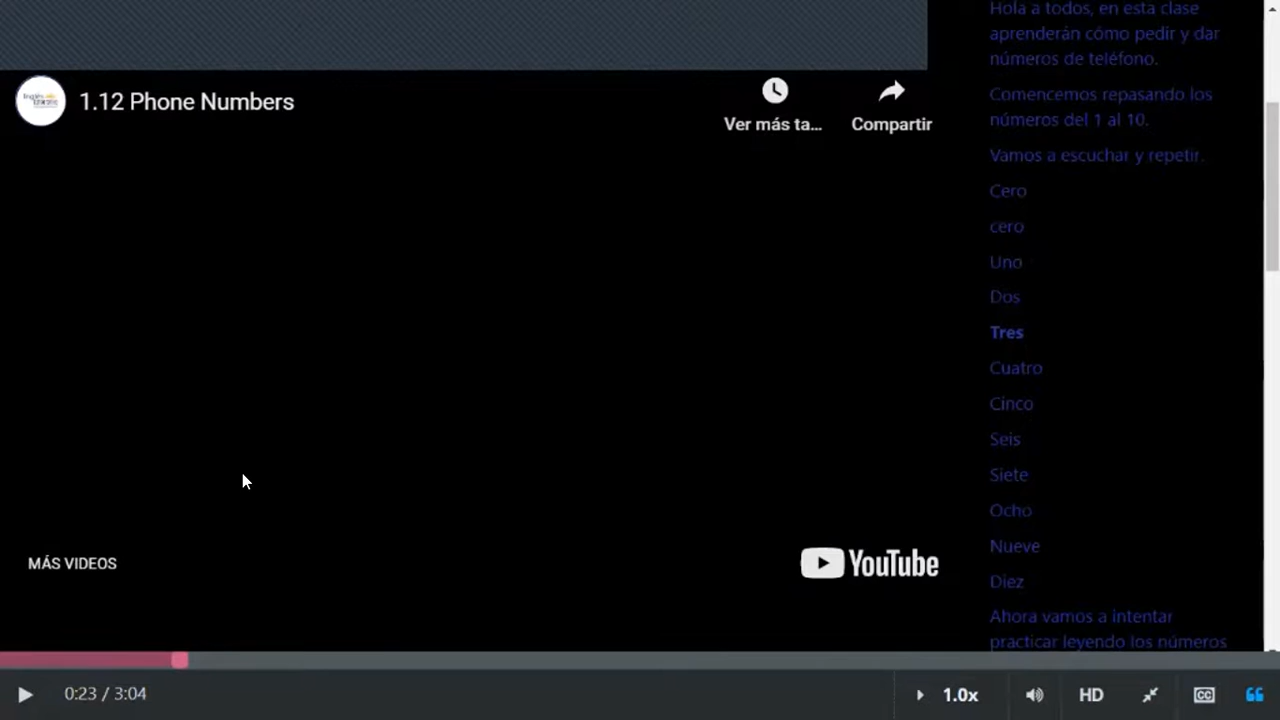 Hola a todos, en esta clase
aprenderán cómo pedir y dar
números de teléfono.
1.12 Phone Numbers
Ver más ta...
Compartir
Comencemos repasando los
números del 1 al 10.
Vamos a escuchar y repetir.
Cero
cero
Uno
Dos
Tres
Cuatro
Cinco
Seis
Siete
Ocho
Nueve
Diez
Ahora vamos a intentar
practicar leyendo los números
MÁS VIDEOS
YouTube
0:23 / 3:04
1.0x
HD
CC